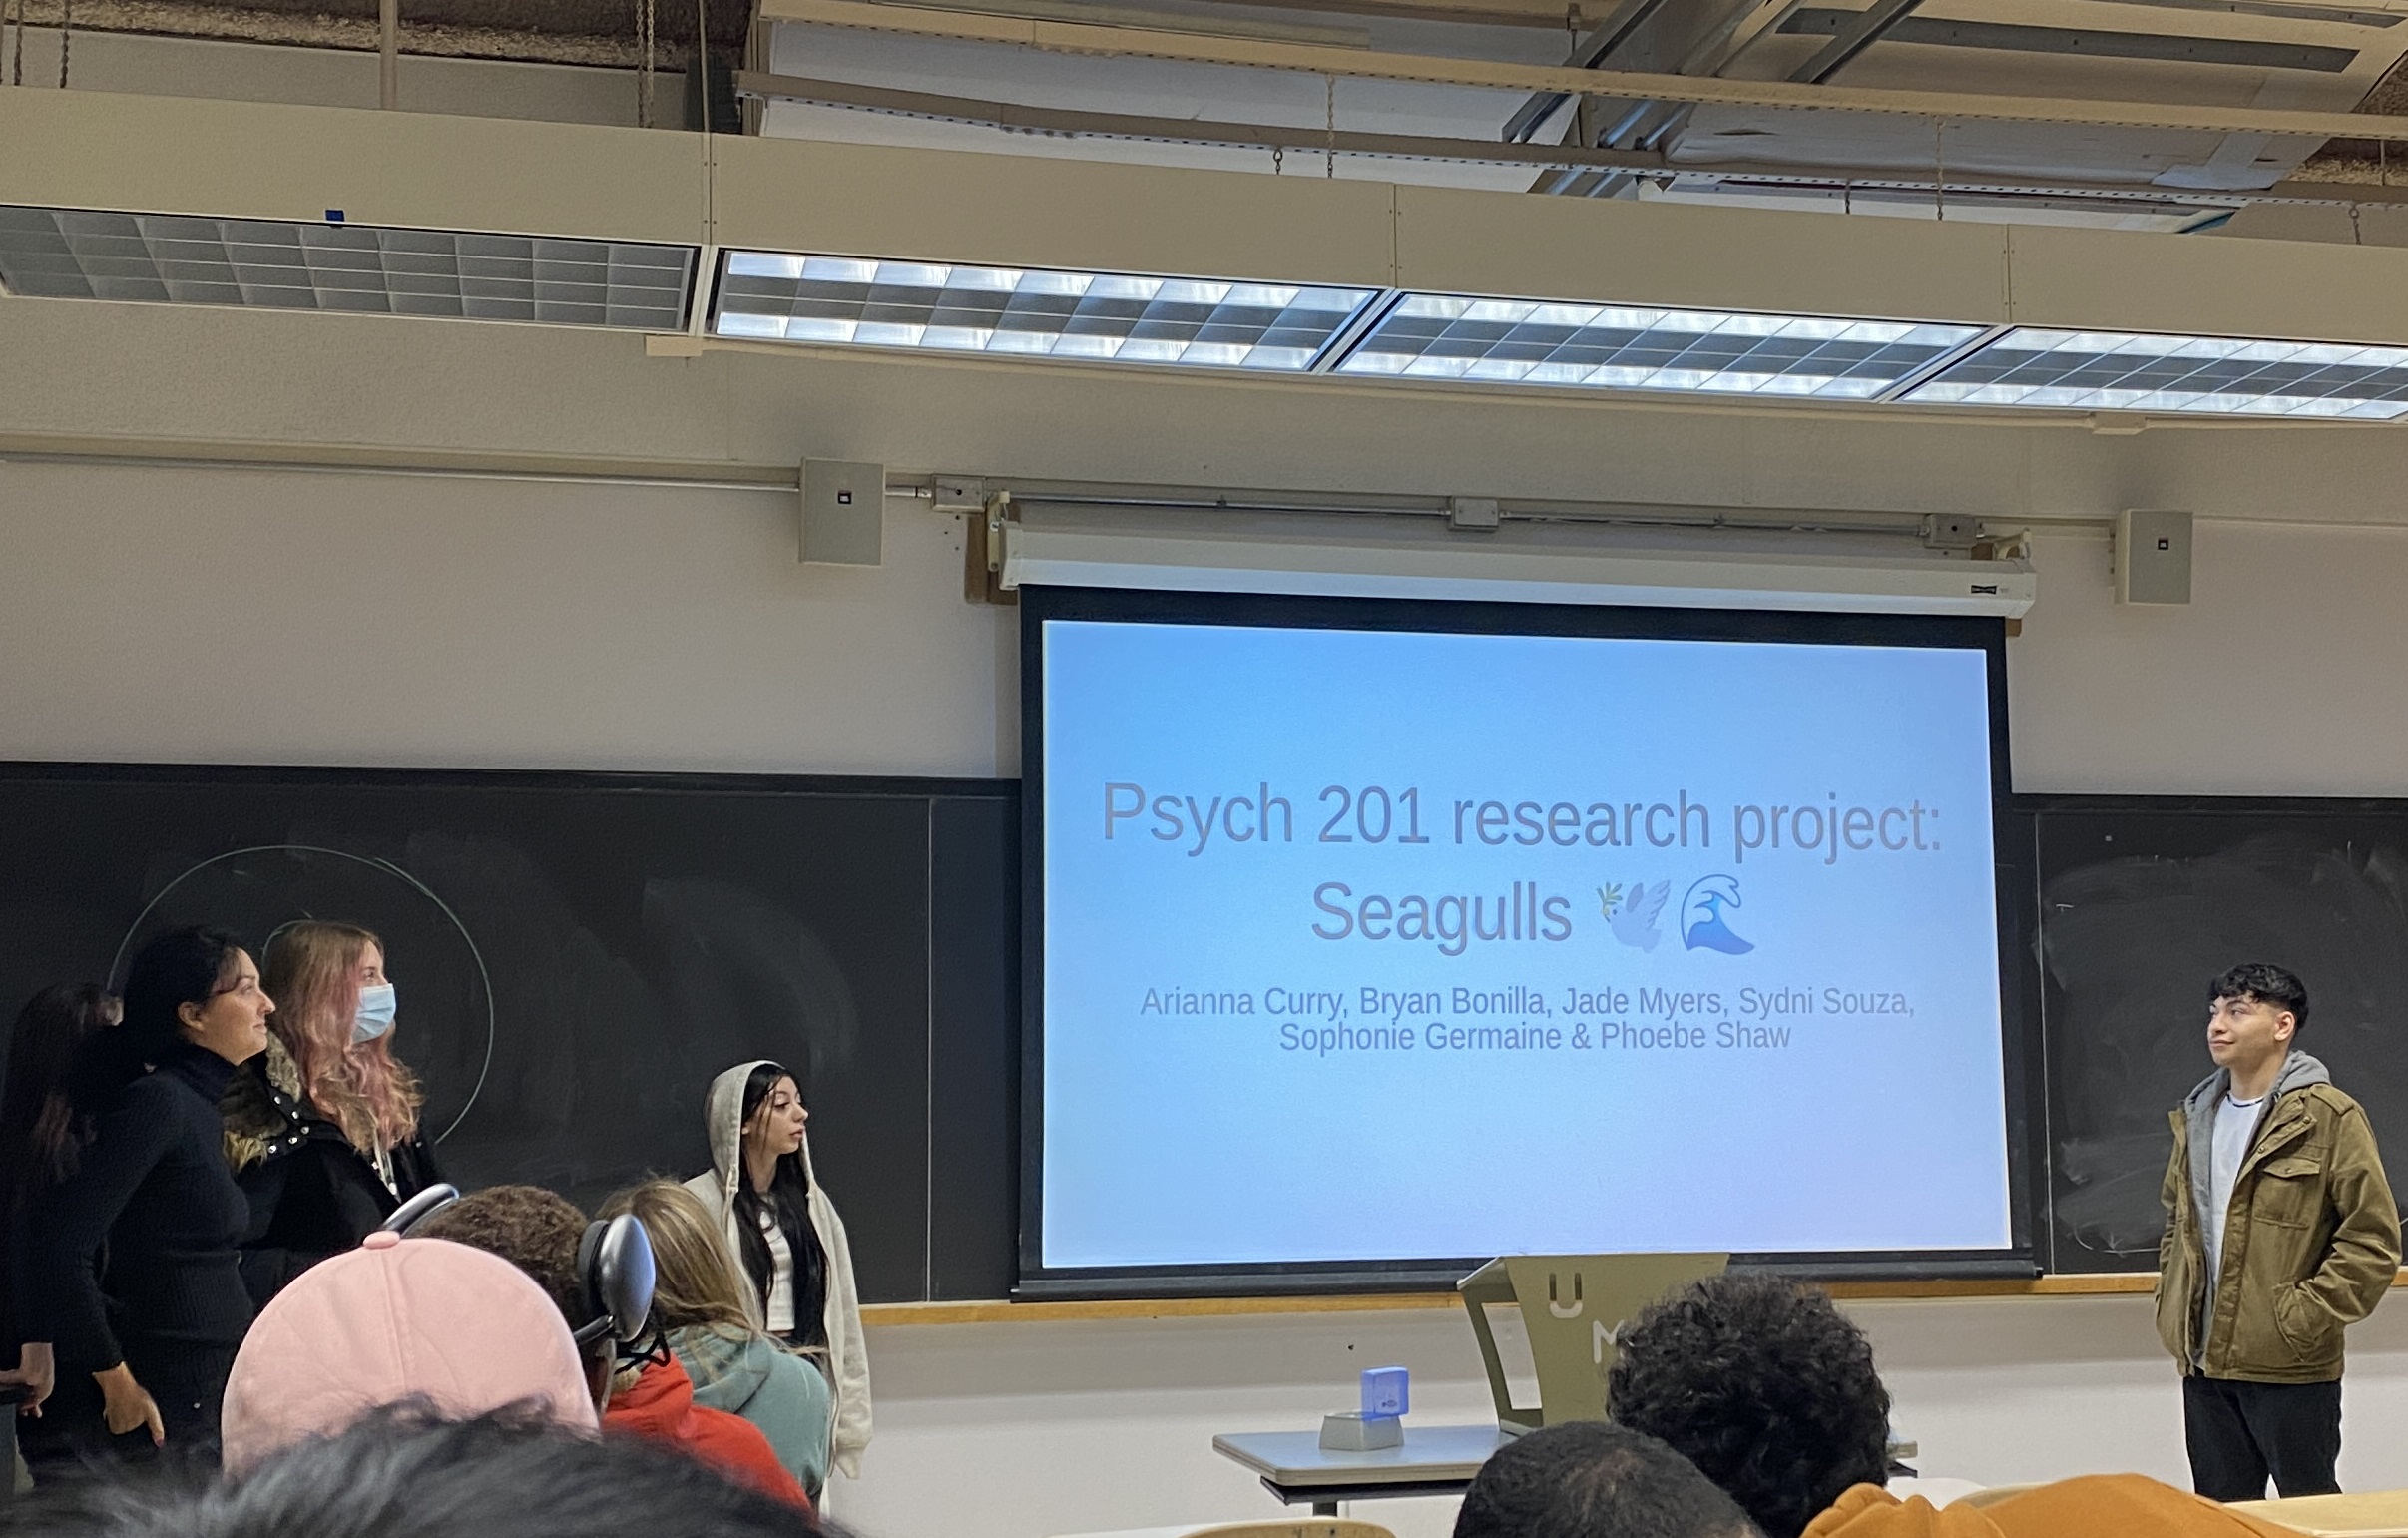 Psych 201 research project:
Seagulls 🕊️🌊
Arianna Curry, Bryan Bonilla, Jade Myers, Sydni Souza,
Sophonie Germaine & Phoebe Shaw
U
M